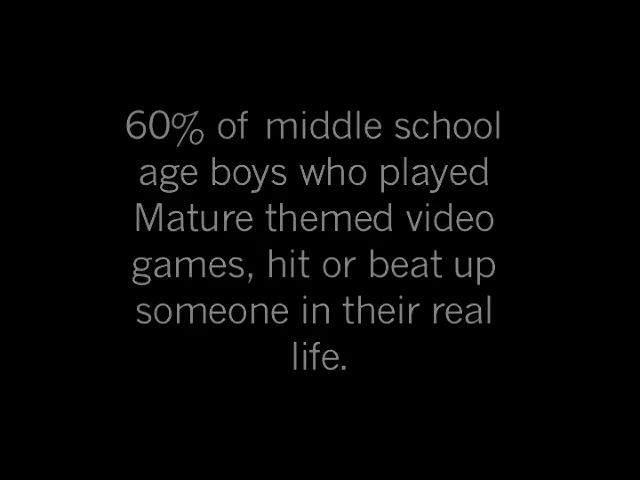 60% of middle school
age boys who played
Mature themed video
games, hit or beat up
someone in their real
life.